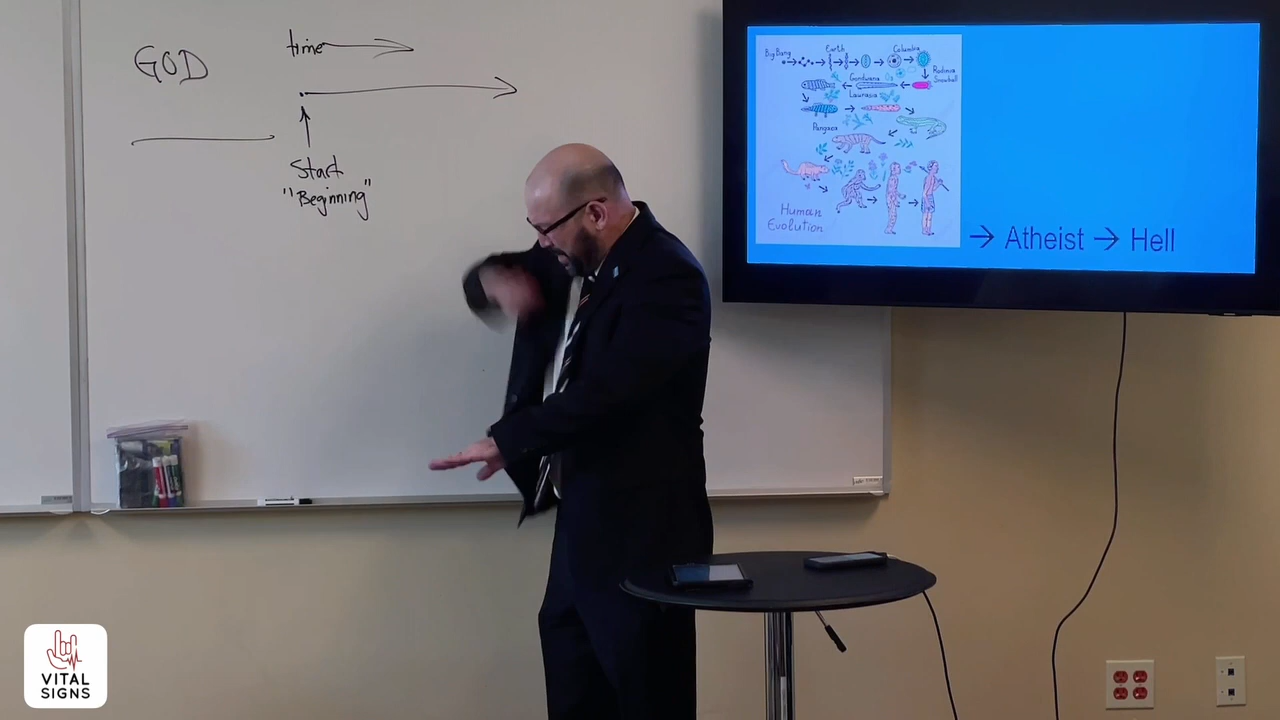 GOD
time
Start
"Beginning"
Big Bang
Earth
Columbia
Rodinia
Snowball
Gondwana O₂
Laurasia
Pangaea
Human
Evolution
→ Atheist → Hell
VITAL
SIGNS